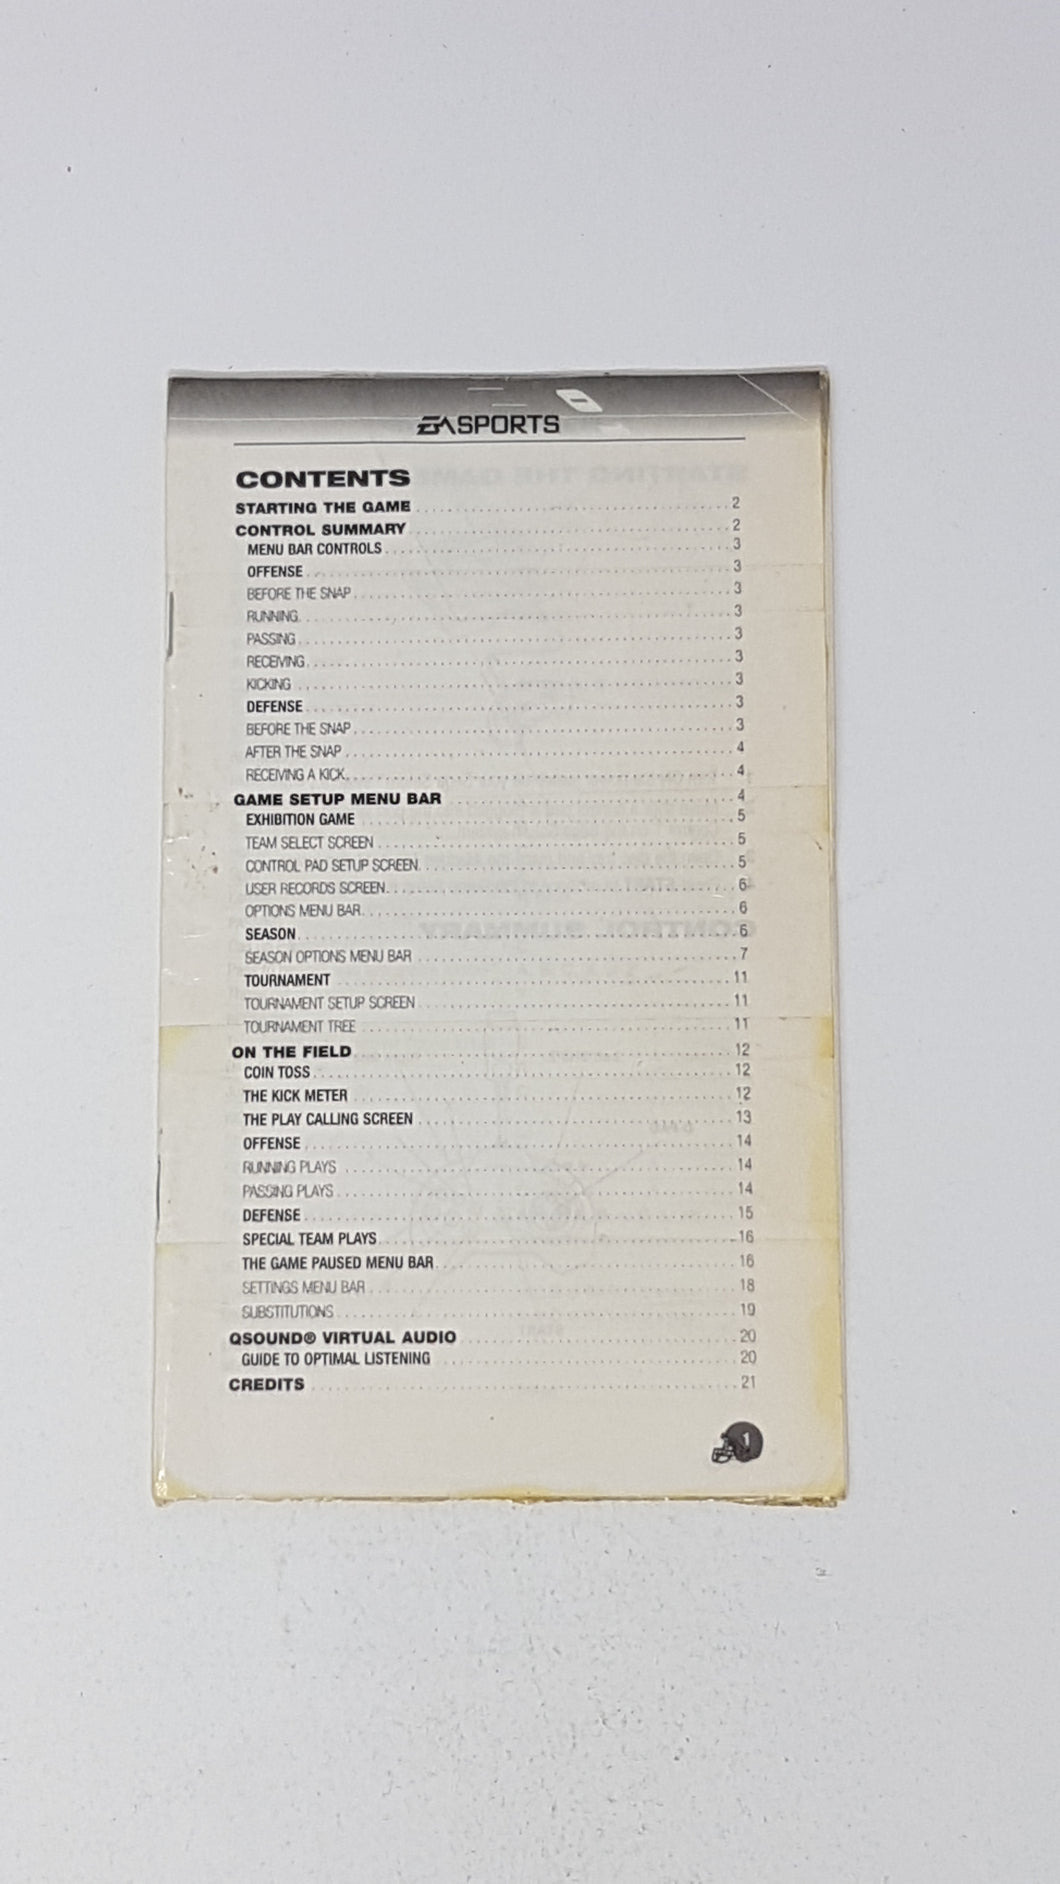 EA SPORTS
CONTENTS
STARTING THE GAME 2
CONTROL SUMMARY 2
MENU BAR CONTROLS 3
OFFENSE 3
BEFORE THE SNAP 3
RUNNING 3
PASSING 3
RECEIVING 3
KICKING 3
DEFENSE 3
BEFORE THE SNAP 3
AFTER THE SNAP 4
RECEIVING A KICK 4
GAME SETUP MENU BAR 4
EXHIBITION GAME 5
TEAM SELECT SCREEN 5
CONTROL PAD SETUP SCREEN 5
USER RECORDS SCREEN 6
OPTIONS MENU BAR 6
SEASON 6
SEASON OPTIONS MENU BAR 7
TOURNAMENT 11
TOURNAMENT SETUP SCREEN 11
TOURNAMENT TREE 11
ON THE FIELD 12
COIN TOSS 12
THE KICK METER 12
THE PLAY CALLING SCREEN 13
OFFENSE 14
RUNNING PLAYS 14
PASSING PLAYS 14
DEFENSE 15
SPECIAL TEAM PLAYS 16
THE GAME PAUSED MENU BAR 16
SETTINGS MENU BAR 18
SUBSTITUTIONS 19
QSOUND® VIRTUAL AUDIO 20
GUIDE TO OPTIMAL LISTENING 20
CREDITS 21
1